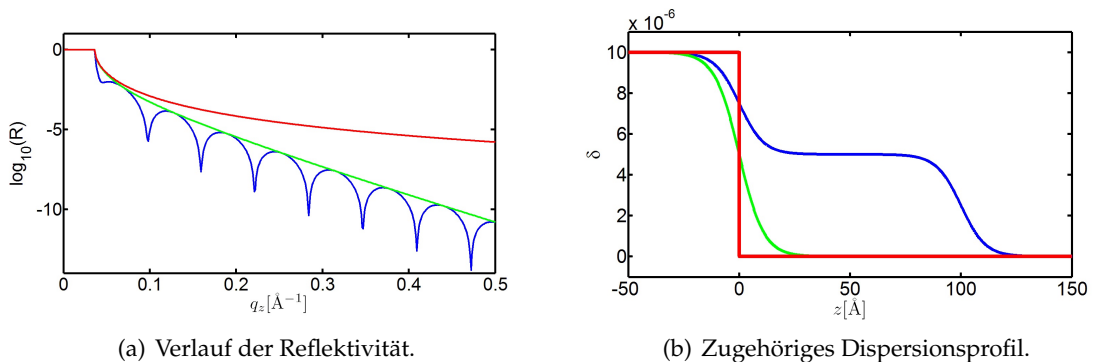 x 10⁻⁶
0
-5
-10
log₁₀(R)
0
0.1
0.2
0.3
0.4
0.5
q_z[Å⁻¹]
10
8
6
4
2
0
δ
-50
0
50
100
150
z[Å]
(a) Verlauf der Reflektivität.
(b) Zugehöriges Dispersionsprofil.